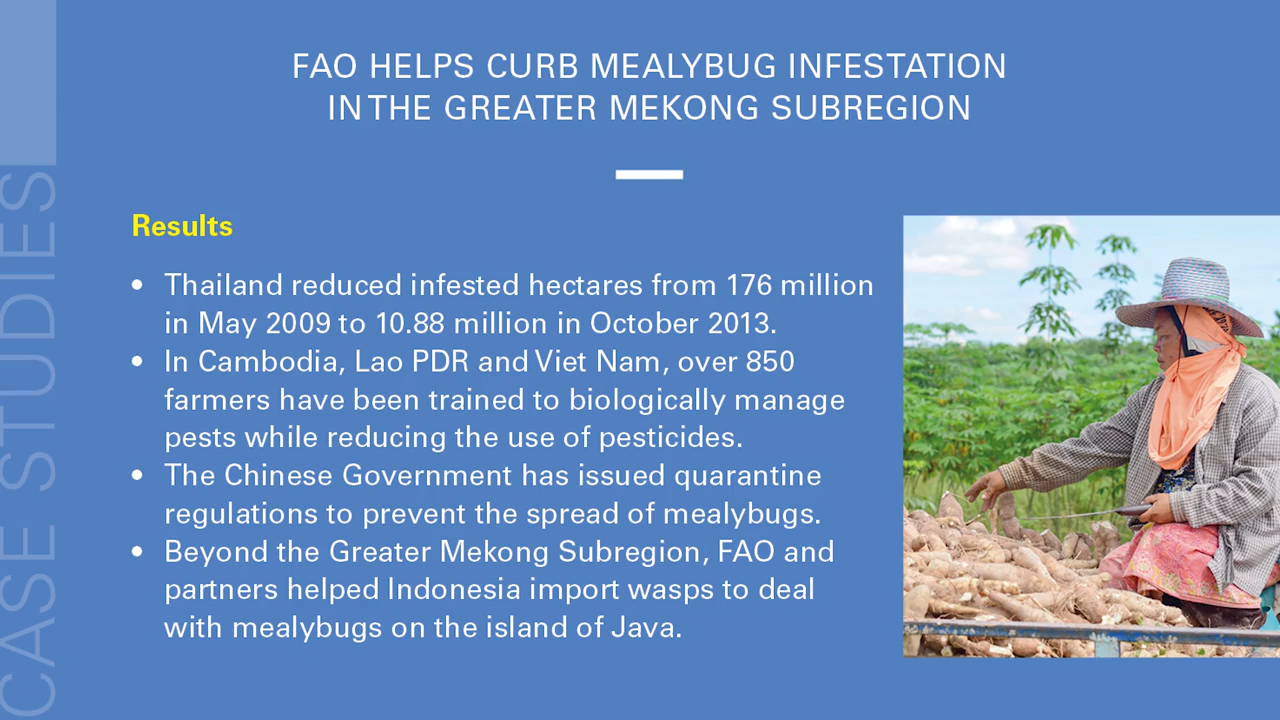 FAO HELPS CURB MEALYBUG INFESTATION
IN THE GREATER MEKONG SUBREGION
CASE STUDIES
Results
• Thailand reduced infested hectares from 176 million
in May 2009 to 10.88 million in October 2013.
• In Cambodia, Lao PDR and Viet Nam, over 850
farmers have been trained to biologically manage
pests while reducing the use of pesticides.
• The Chinese Government has issued quarantine
regulations to prevent the spread of mealybugs.
• Beyond the Greater Mekong Subregion, FAO and
partners helped Indonesia import wasps to deal
with mealybugs on the island of Java.